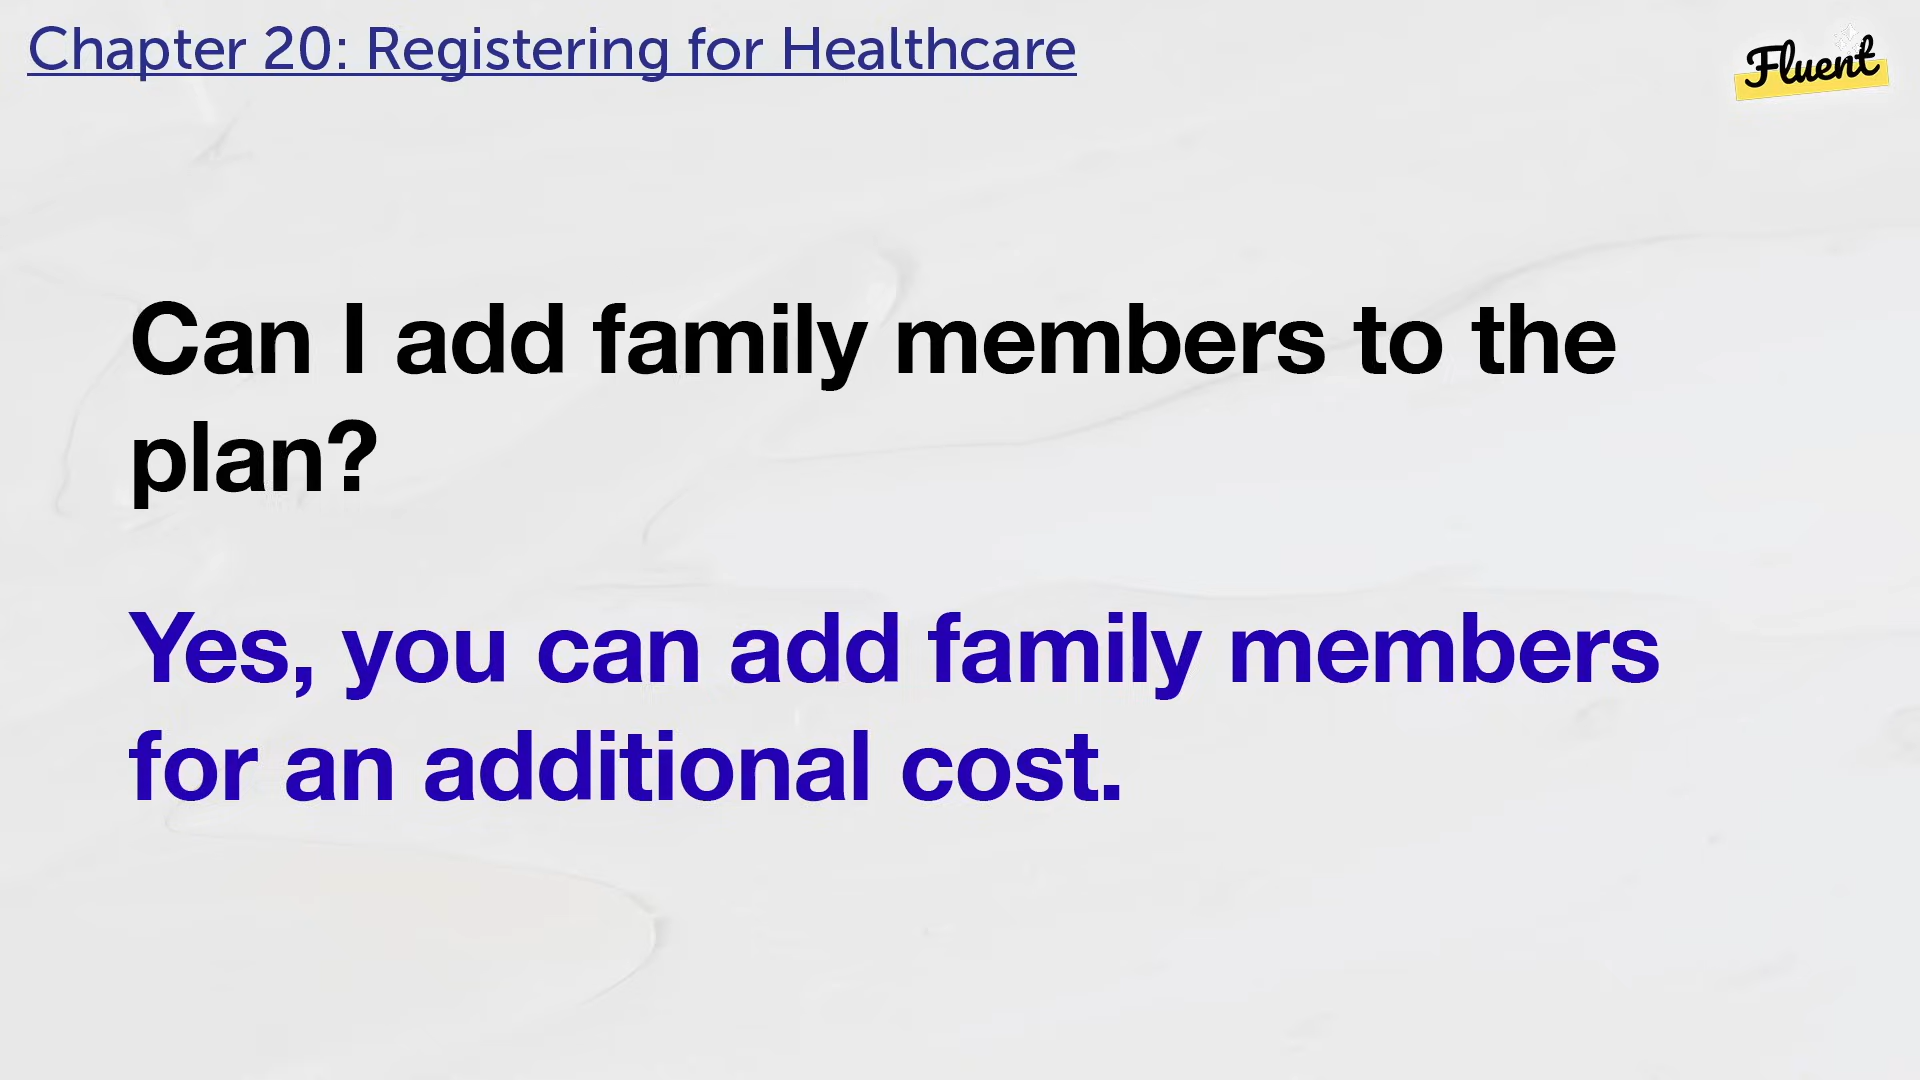 Chapter 20: Registering for Healthcare
Fluent
Can I add family members to the
plan?
Yes, you can add family members
for an additional cost.